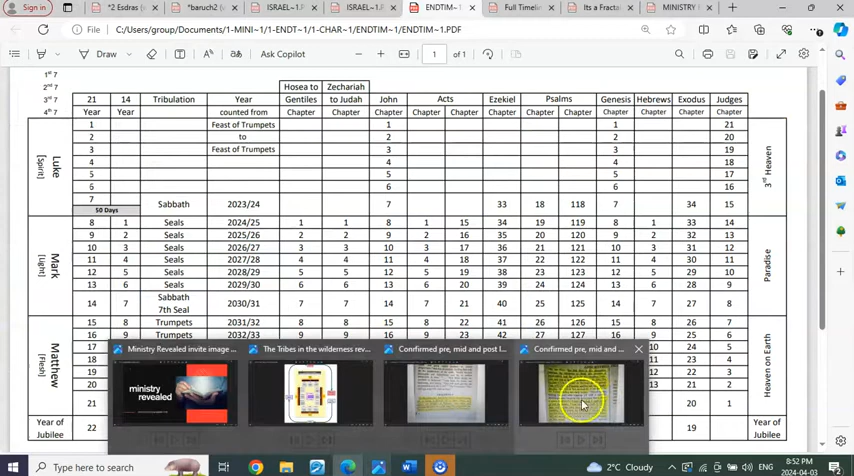 Sign in
*2 Esdras (
*baruch2 (
ISRAEL~1
ISRAEL~1
ENDTIM~1
Full Timeline
Its a Fracta
MINISTRY
File
C:/Users/group/Documents/1-MINI~1/1-ENDT~1/1-CHAR~1/ENDTIM~1/ENDTIM~1.PDF
Draw
Ask Copilot
1 of 1
1st 7
2nd 7 Hosea to Zechariah
3rd 7 21 14 Tribulation Year Gentiles to Judah John Acts Ezekiel Psalms Genesis Hebrews Exodus Judges
4th 7 Year Year counted from Chapter Chapter Chapter Chapter Chapter Chapter Chapter Chapter Chapter Chapter Chapter Chapter Chapter
1 Feast of Trumpets 1 1 21
2 to 2 2 20
3 Feast of Trumpets 3 3 19
4 4 4 18
5 5 5 17
6 6 6 16
7 Sabbath 2023/24 7 33 18 118 7 34 15
50 Days
8 1 Seals 2024/25 1 1 8 1 15 34 19 119 8 1 33 14
9 2 Seals 2025/26 2 2 9 2 16 35 20 120 9 2 32 13
10 3 Seals 2026/27 3 3 10 3 17 36 21 121 10 3 31 12
11 4 Seals 2027/28 4 4 11 4 18 37 22 122 11 4 30 11
12 5 Seals 2028/29 5 5 12 5 19 38 23 123 12 5 29 10
13 6 Seals 2029/30 6 6 13 6 20 39 24 124 13 6 28 9
14 7 Sabbath 7th Seal 2030/31 7 7 14 7 21 40 25 125 14 7 27 8
15 8 Trumpets 2031/32 8 8 15 8 22 41 26 126 15 8 26 7
16 9 Trumpets 2032/33 9 9 16 9 23 42 27 127 16 9 25 6
17 10 24 5
18 11 23 4
19 12 22 3
20 13 21 2
21 20 1
Year of Jubilee 22 19 Year of Jubilee
Luke
[Spirit]
Mark
[Light]
Matthew
[Flesh]
3rd Heaven
Paradise
Heaven on Earth
Ministry Revealed invite image ...
The Tribes in the wilderness rev...
Confirmed pre, mid and post l...
Confirmed pre, mid and ...
ministry
revealed
Type here to search
2°C Cloudy
8:52 PM
2024-04-03